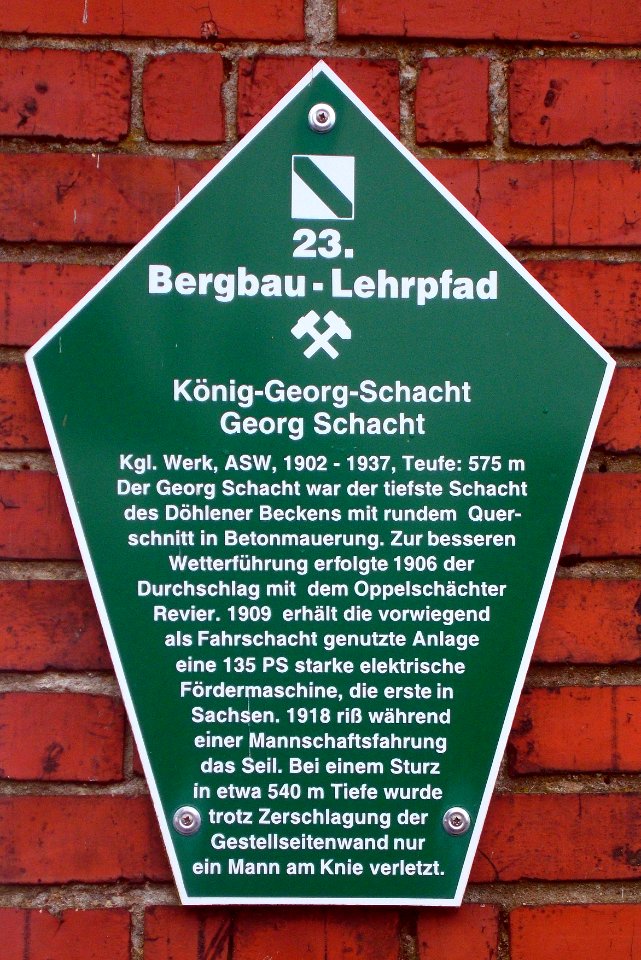 23.
Bergbau - Lehrpfad
König-Georg-Schacht
Georg Schacht
Kgl. Werk, ASW, 1902 - 1937, Teufe: 575 m
Der Georg Schacht war der tiefste Schacht
des Döhlener Beckens mit rundem Quer-
schnitt in Betonmauerung. Zur besseren
Wetterführung erfolgte 1906 der
Durchschlag mit dem Oppelschächter
Revier. 1909 erhält die vorwiegend
als Fahrschacht genutzte Anlage
eine 135 PS starke elektrische
Fördermaschine, die erste in
Sachsen. 1918 riß während
einer Mannschaftsfahrung
das Seil. Bei einem Sturz
in etwa 540 m Tiefe wurde
trotz Zerschlagung der
Gestellseitenwand nur
ein Mann am Knie verletzt.